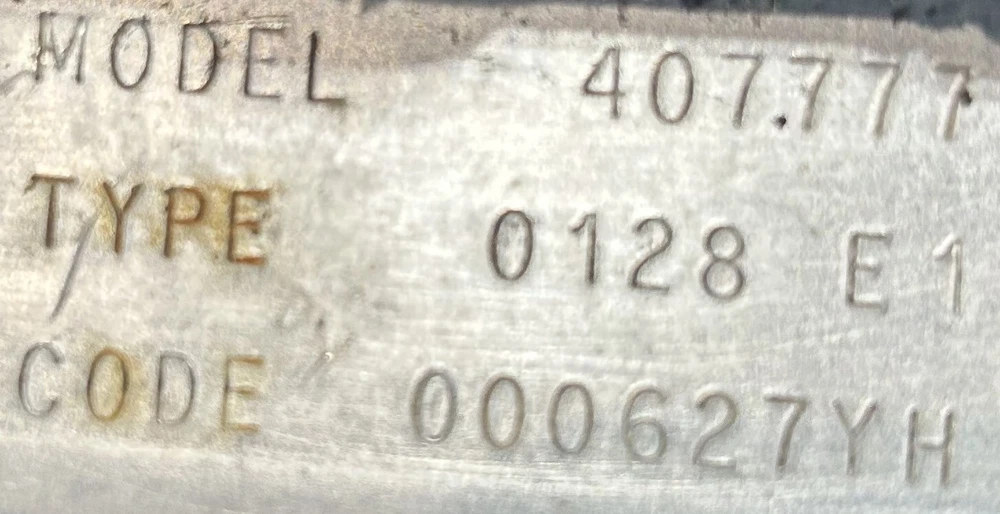 MODEL 407777
TYPE 0128 E1
CODE 000627YH